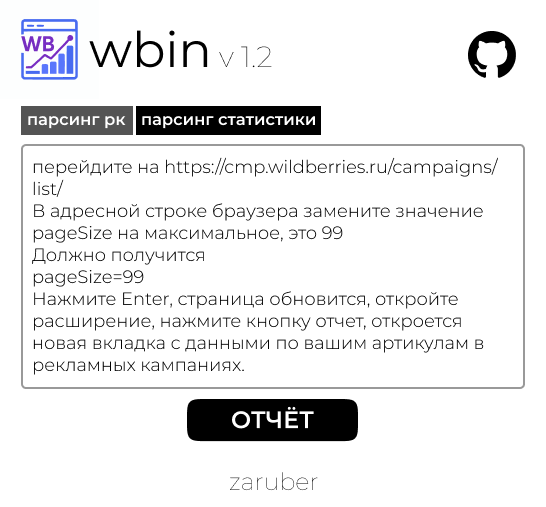 WB
wbin v 1.2
парсинг рк парсинг статистики
перейдите на https://cmp.wildberries.ru/campaigns/
list/
В адресной строке браузера замените значение
pageSize на максимальное, это 99
Должно получится
pageSize=99
Нажмите Enter, страница обновится, откройте
расширение, нажмите кнопку отчет, откроется
новая вкладка с данными по вашим артикулам в
рекламных кампаниях.
ОТЧЁТ
zaruber